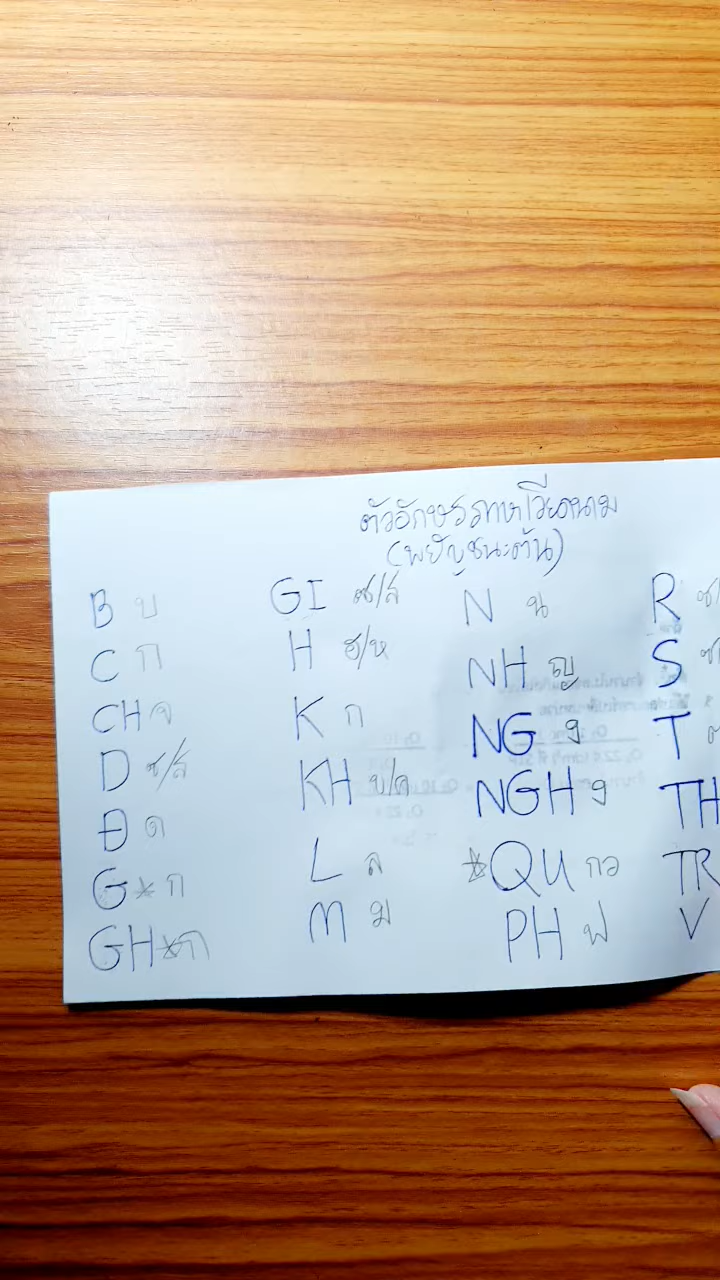 ตัวอักษรภาษาเวียดนาม
(พยัญชนะต้น)
B บ GI ซ/ส N น R ซ/
C ก H ฮ/ห NH ญ S
CH จ K ก NG ง T
D ซ/ส KH ข/ค NGH ง TH
Đ ด L ล *QU กว TR
G* ก M ม PH ฟ V
GH*ก